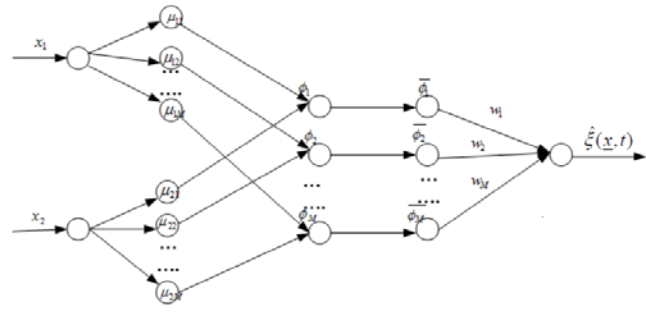 x₁
μ₁₁
μ₁₂
...
....
μ₁M
x₂
μ₂₁
μ₂₂
...
....
μ₂M
ϕ₁
ϕ₂
...
....
ϕM
ϕ̅₁
ϕ̅₂
...
....
ϕ̅M
w₁
w₂
wM
ξ̂(x̲,t)